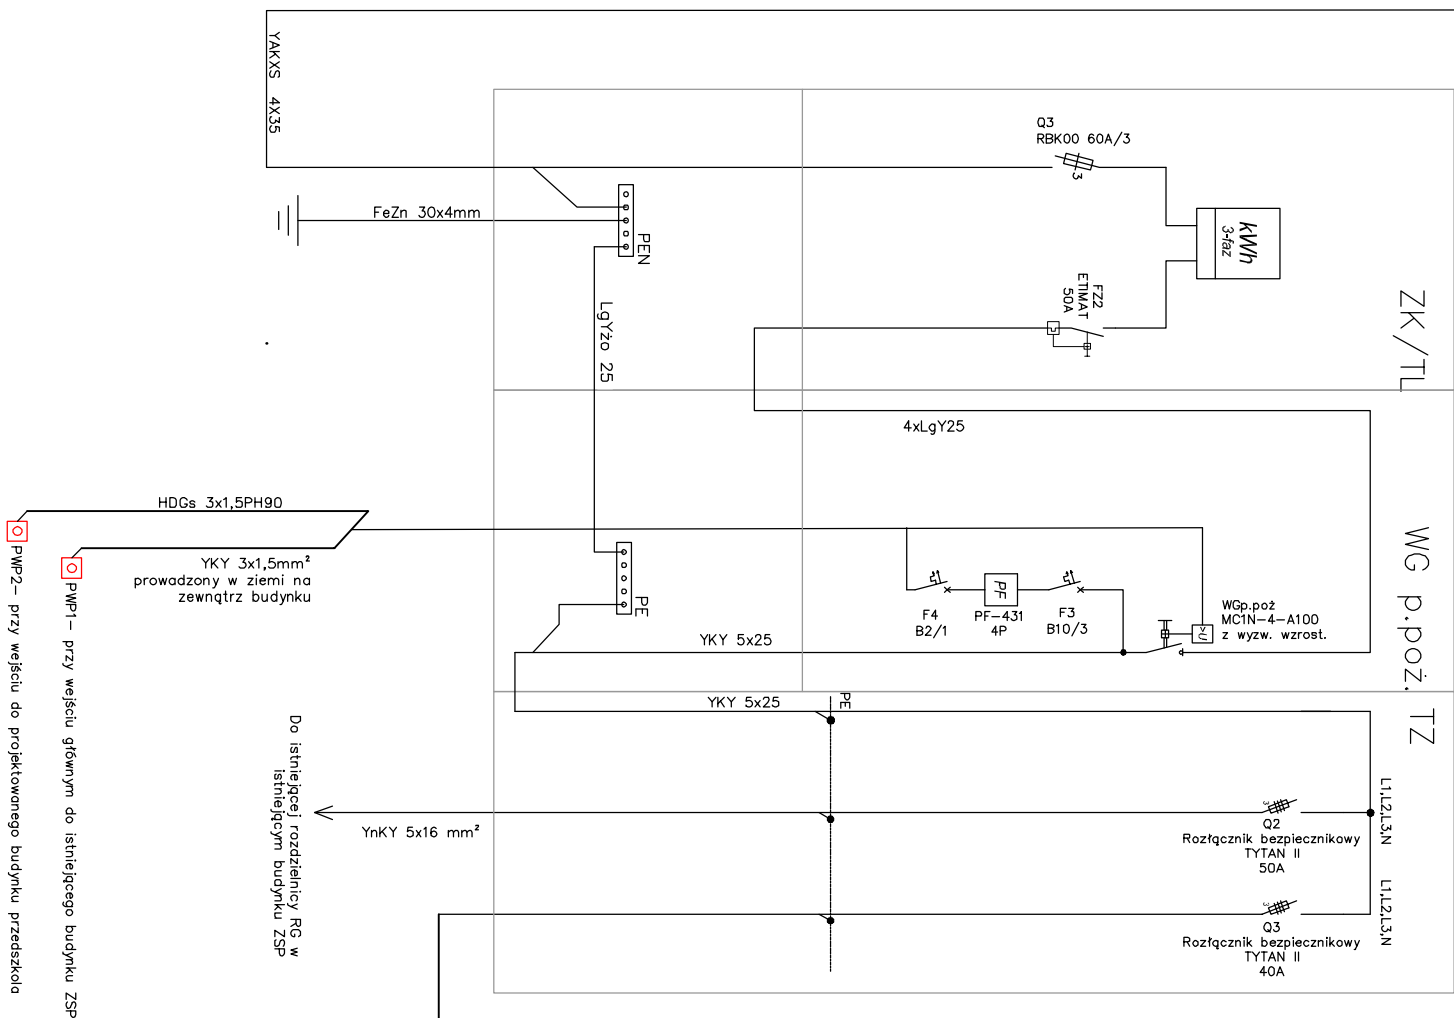 YAKXS 4X35
Q3
RBK00 60A/3
3
kWh
3-faz
FeZn 30x4mm
PEN
FZ2
ETIMAT
50A
ZK/TL
LgYżo 25
4xLgY25
HDGs 3x1,5PH90
YKY 3x1,5mm²
prowadzony w ziemi na
zewnątrz budynku
PWP2- przy wejściu do projektowanego budynku przedszkola
PWP1- przy wejściu głównym do istniejącego budynku ZSP
PE
F4
B2/1
PF
PF-431
4P
F3
B10/3
>U
WGp.poż
MC1N-4-A100
z wyzw. wzrost.
WG p.poż.
YKY 5x25
YKY 5x25
PE
TZ
L1,L2,L3,N
Do istniejącej rozdzielnicy RG w
istniejącym budynku ZSP
YnKY 5x16 mm²
3
Q2
Rozłącznik bezpiecznikowy
TYTAN II
50A
L1,L2,L3,N
3
Q3
Rozłącznik bezpiecznikowy
TYTAN II
40A